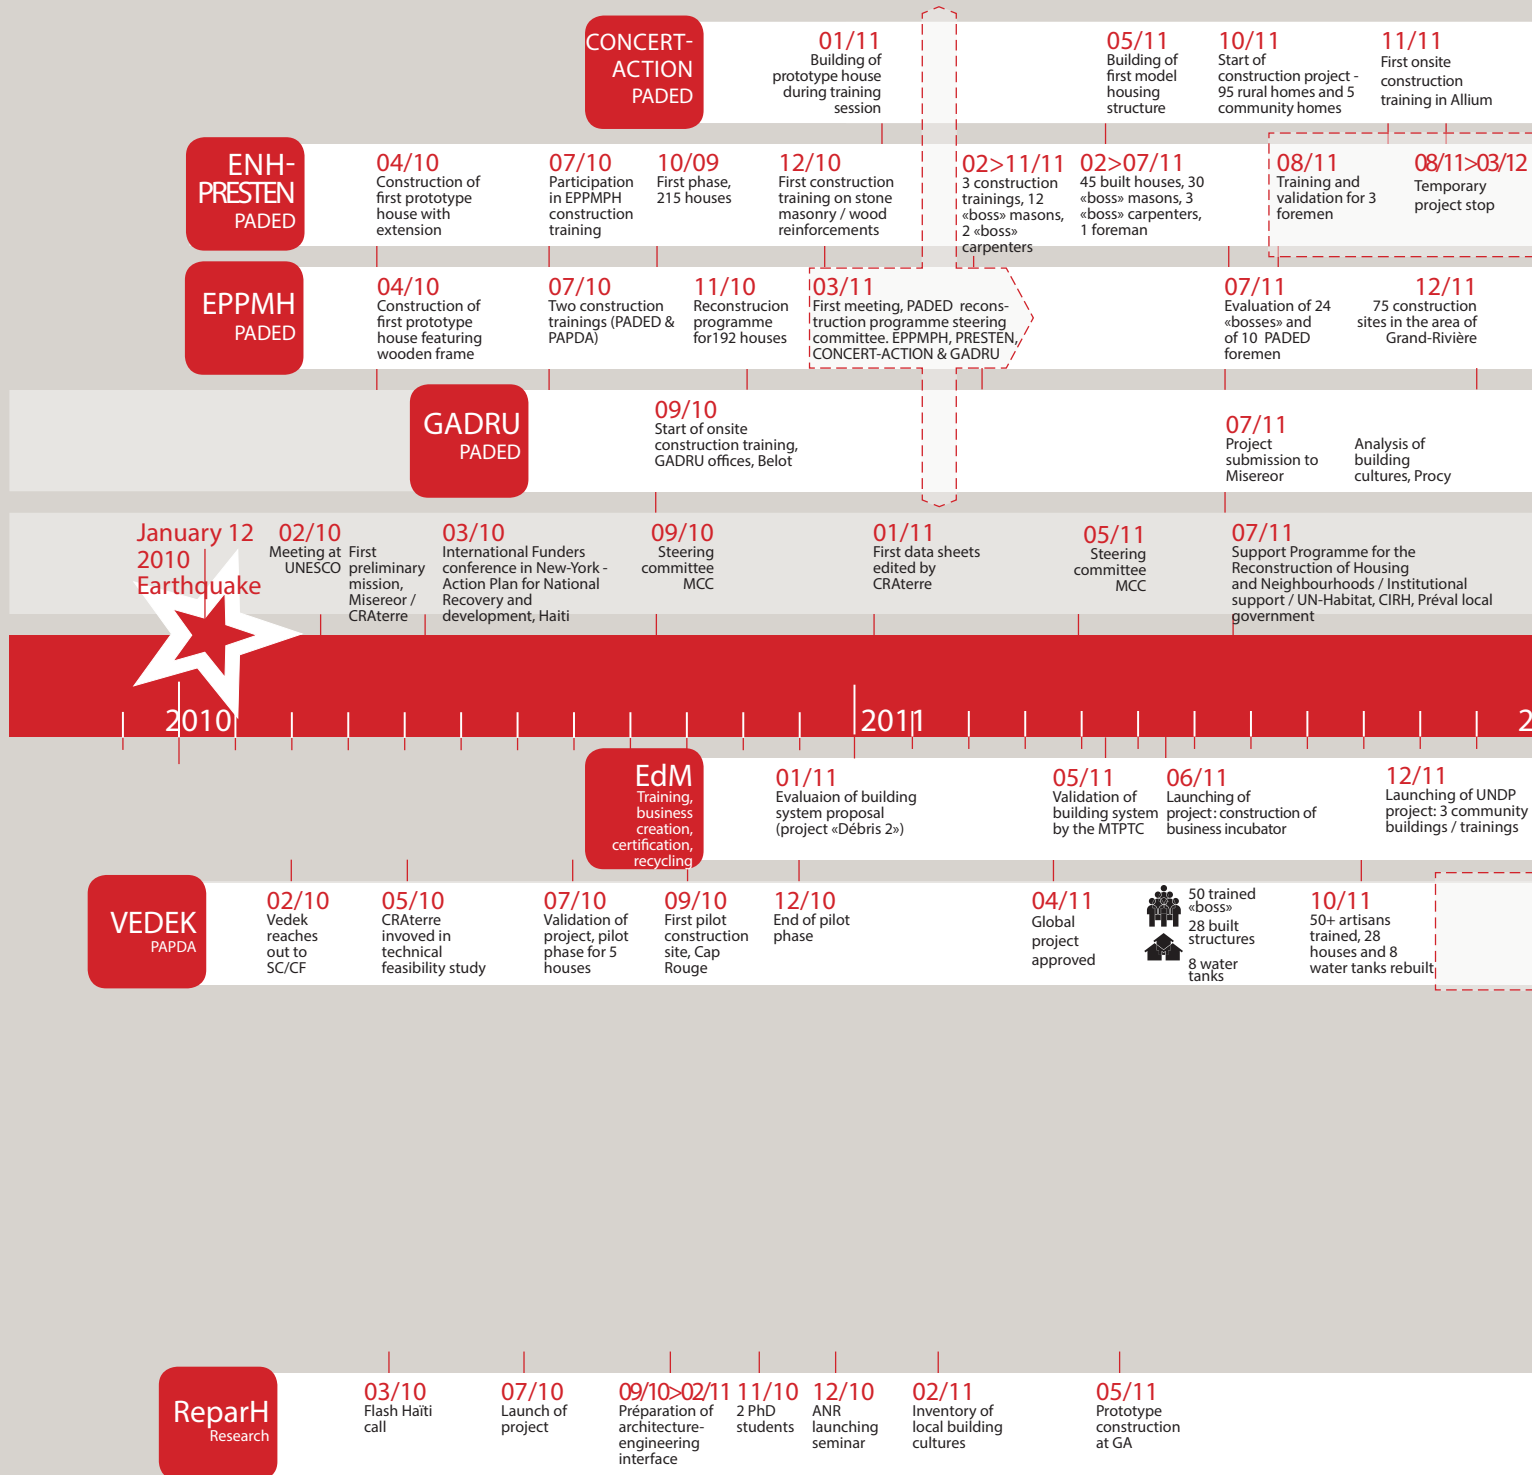 CONCERT-
ACTION
PADED
01/11
Building of
prototype house
during training
session
05/11
Building of
first model
housing
structure
10/11
Start of
construction project -
95 rural homes and 5
community homes
11/11
First onsite
construction
training in Allium
ENH-
PRESTEN
PADED
04/10
Construction of
first prototype
house with
extension
07/10
Participation
in EPPMPH
construction
training
10/09
First phase,
215 houses
12/10
First construction
training on stone
masonry / wood
reinforcements
02>11/11
3 construction
trainings, 12
«boss» masons,
2 «boss»
carpenters
02>07/11
45 built houses, 30
«boss» masons, 3
«boss» carpenters,
1 foreman
08/11
Training and
validation for 3
foremen
08/11>03/12
Temporary
project stop
EPPMH
PADED
04/10
Construction of
first prototype
house featuring
wooden frame
07/10
Two construction
trainings (PADED &
PAPDA)
11/10
Reconstrucion
programme
for192 houses
03/11
First meeting, PADED recons-
truction programme steering
committee. EPPMPH, PRESTEN,
CONCERT-ACTION & GADRU
07/11
Evaluation of 24
«bosses» and
of 10 PADED
foremen
12/11
75 construction
sites in the area of
Grand-Rivière
GADRU
PADED
09/10
Start of onsite
construction training,
GADRU offices, Belot
07/11
Project
submission to
Misereor
Analysis of
building
cultures, Procy
January 12
2010
Earthquake
02/10
Meeting at
UNESCO
First
preliminary
mission,
Misereor /
CRAterre
03/10
International Funders
conference in New-York -
Action Plan for National
Recovery and
development, Haiti
09/10
Steering
committee
MCC
01/11
First data sheets
edited by
CRAterre
05/11
Steering
committee
MCC
07/11
Support Programme for the
Reconstruction of Housing
and Neighbourhoods / Institutional
support / UN-Habitat, CIRH, Préval local
government
2010
2011
2
EdM
Training,
business
creation,
certification,
recycling
01/11
Evaluaion of building
system proposal
(project «Débris 2»)
05/11
Validation of
building system
by the MTPTC
06/11
Launching of
project: construction of
business incubator
12/11
Launching of UNDP
project: 3 community
buildings / trainings
VEDEK
PAPDA
02/10
Vedek
reaches
out to
SC/CF
05/10
CRAterre
invoved in
technical
feasibility study
07/10
Validation of
project, pilot
phase for 5
houses
09/10
First pilot
construction
site, Cap
Rouge
12/10
End of pilot
phase
04/11
Global
project
approved
50 trained
«boss»
28 built
structures
8 water
tanks
10/11
50+ artisans
trained, 28
houses and 8
water tanks rebuilt
ReparH
Research
03/10
Flash Haïti
call
07/10
Launch of
project
09/10>02/11
Préparation of
architecture-
engineering
interface
11/10
2 PhD
students
12/10
ANR
launching
seminar
02/11
Inventory of
local building
cultures
05/11
Prototype
construction
at GA